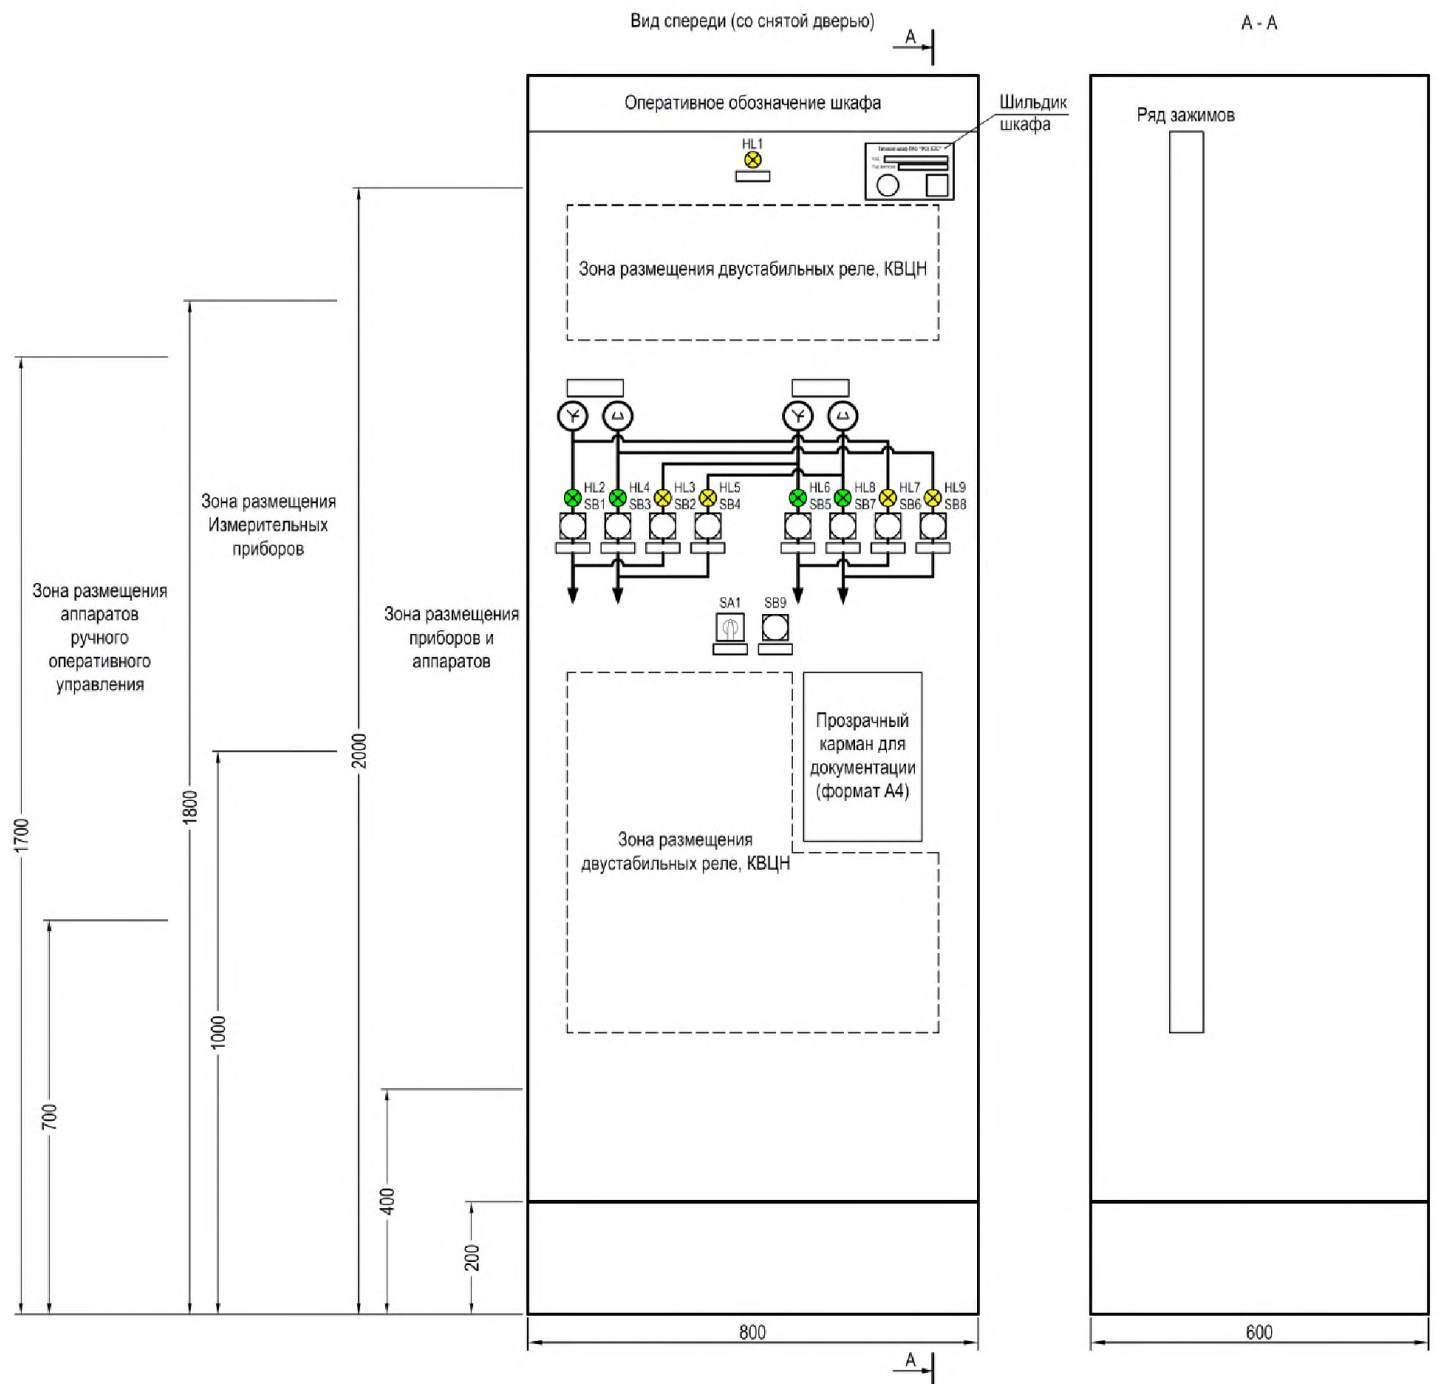 Вид спереди (со снятой дверью)
А
А - А
Оперативное обозначение шкафа
Шильдик
шкафа
HL1
Ряд зажимов
Зона размещения двустабильных реле, КВЦН
HL2
SB1
HL4
SB3
HL3
SB2
HL5
SB4
HL6
SB5
HL8
SB7
HL7
SB6
HL9
SB8
SA1
SB9
Зона размещения
Измерительных
приборов
Зона размещения
аппаратов
ручного
оперативного
управления
Зона размещения
приборов и
аппаратов
Прозрачный
карман для
документации
(формат А4)
Зона размещения
двустабильных реле, КВЦН
1700
700
1800
1000
2000
400
200
800
600
А